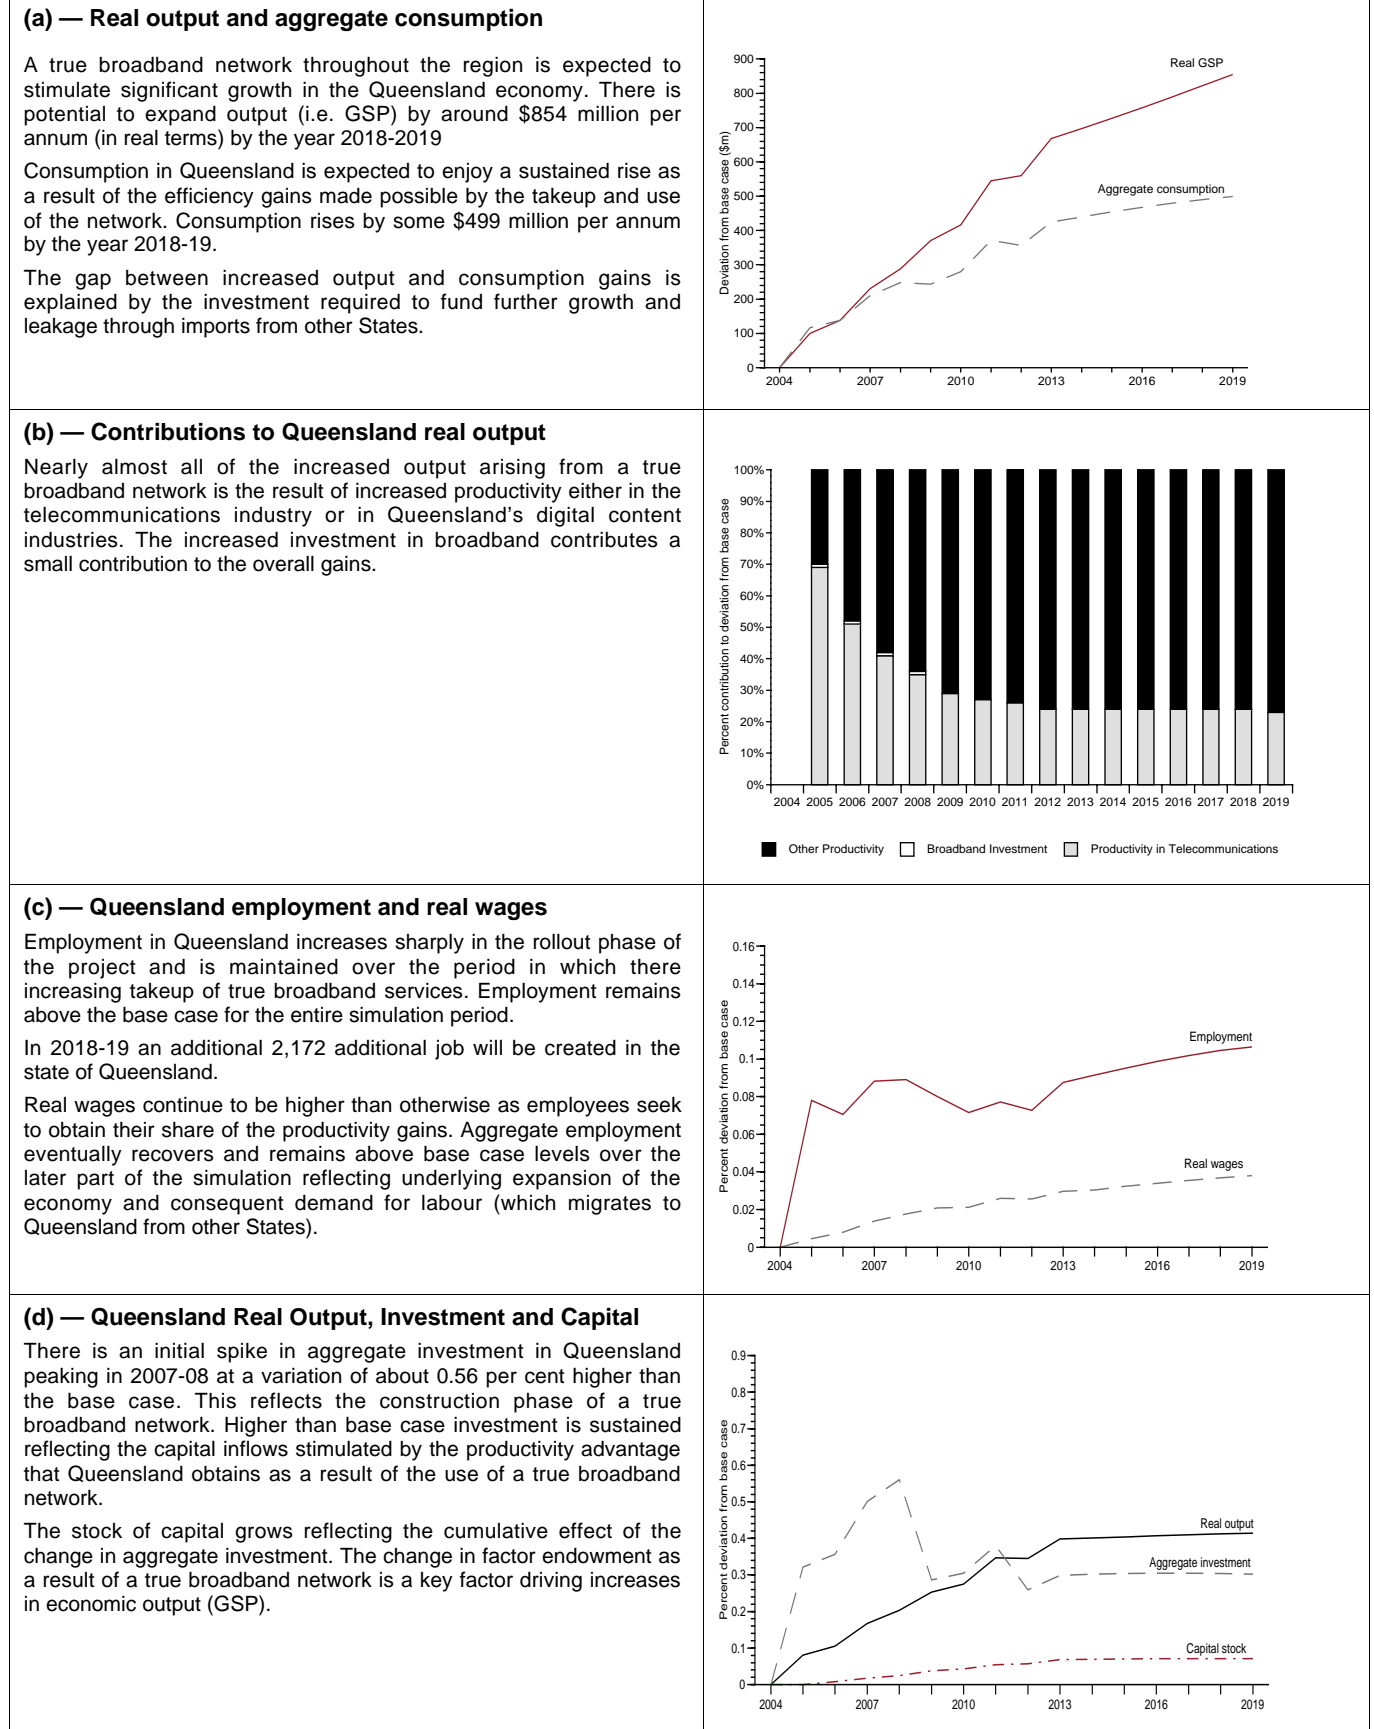 (a) — Real output and aggregate consumption
A true broadband network throughout the region is expected to
stimulate significant growth in the Queensland economy. There is
potential to expand output (i.e. GSP) by around $854 million per
annum (in real terms) by the year 2018-2019
Consumption in Queensland is expected to enjoy a sustained rise as
a result of the efficiency gains made possible by the takeup and use
of the network. Consumption rises by some $499 million per annum
by the year 2018-19.
The gap between increased output and consumption gains is
explained by the investment required to fund further growth and
leakage through imports from other States.
Deviation from base case ($m)
900
800
700
600
500
400
300
200
100
0
Real GSP
Aggregate consumption
2004 2007 2010 2013 2016 2019
(b) — Contributions to Queensland real output
Nearly almost all of the increased output arising from a true
broadband network is the result of increased productivity either in the
telecommunications industry or in Queensland's digital content
industries. The increased investment in broadband contributes a
small contribution to the overall gains.
Percent contribution to deviation from base case
100%
90%
80%
70%
60%
50%
40%
30%
20%
10%
0%
2004 2005 2006 2007 2008 2009 2010 2011 2012 2013 2014 2015 2016 2017 2018 2019
Other Productivity Broadband Investment Productivity in Telecommunications
(c) — Queensland employment and real wages
Employment in Queensland increases sharply in the rollout phase of
the project and is maintained over the period in which there
increasing takeup of true broadband services. Employment remains
above the base case for the entire simulation period.
In 2018-19 an additional 2,172 additional job will be created in the
state of Queensland.
Real wages continue to be higher than otherwise as employees seek
to obtain their share of the productivity gains. Aggregate employment
eventually recovers and remains above base case levels over the
later part of the simulation reflecting underlying expansion of the
economy and consequent demand for labour (which migrates to
Queensland from other States).
Percent deviation from base case
0.16
0.14
0.12
0.1
0.08
0.06
0.04
0.02
0
Employment
Real wages
2004 2007 2010 2013 2016 2019
(d) — Queensland Real Output, Investment and Capital
There is an initial spike in aggregate investment in Queensland
peaking in 2007-08 at a variation of about 0.56 per cent higher than
the base case. This reflects the construction phase of a true
broadband network. Higher than base case investment is sustained
reflecting the capital inflows stimulated by the productivity advantage
that Queensland obtains as a result of the use of a true broadband
network.
The stock of capital grows reflecting the cumulative effect of the
change in aggregate investment. The change in factor endowment as
a result of a true broadband network is a key factor driving increases
in economic output (GSP).
Percent deviation from base case
0.9
0.8
0.7
0.6
0.5
0.4
0.3
0.2
0.1
0
Real output
Aggregate investment
Capital stock
2004 2007 2010 2013 2016 2019